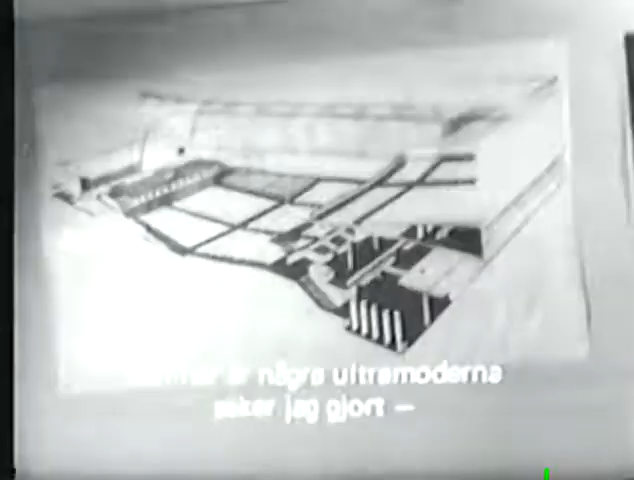 är några ultramoderna
saker jag gjort –